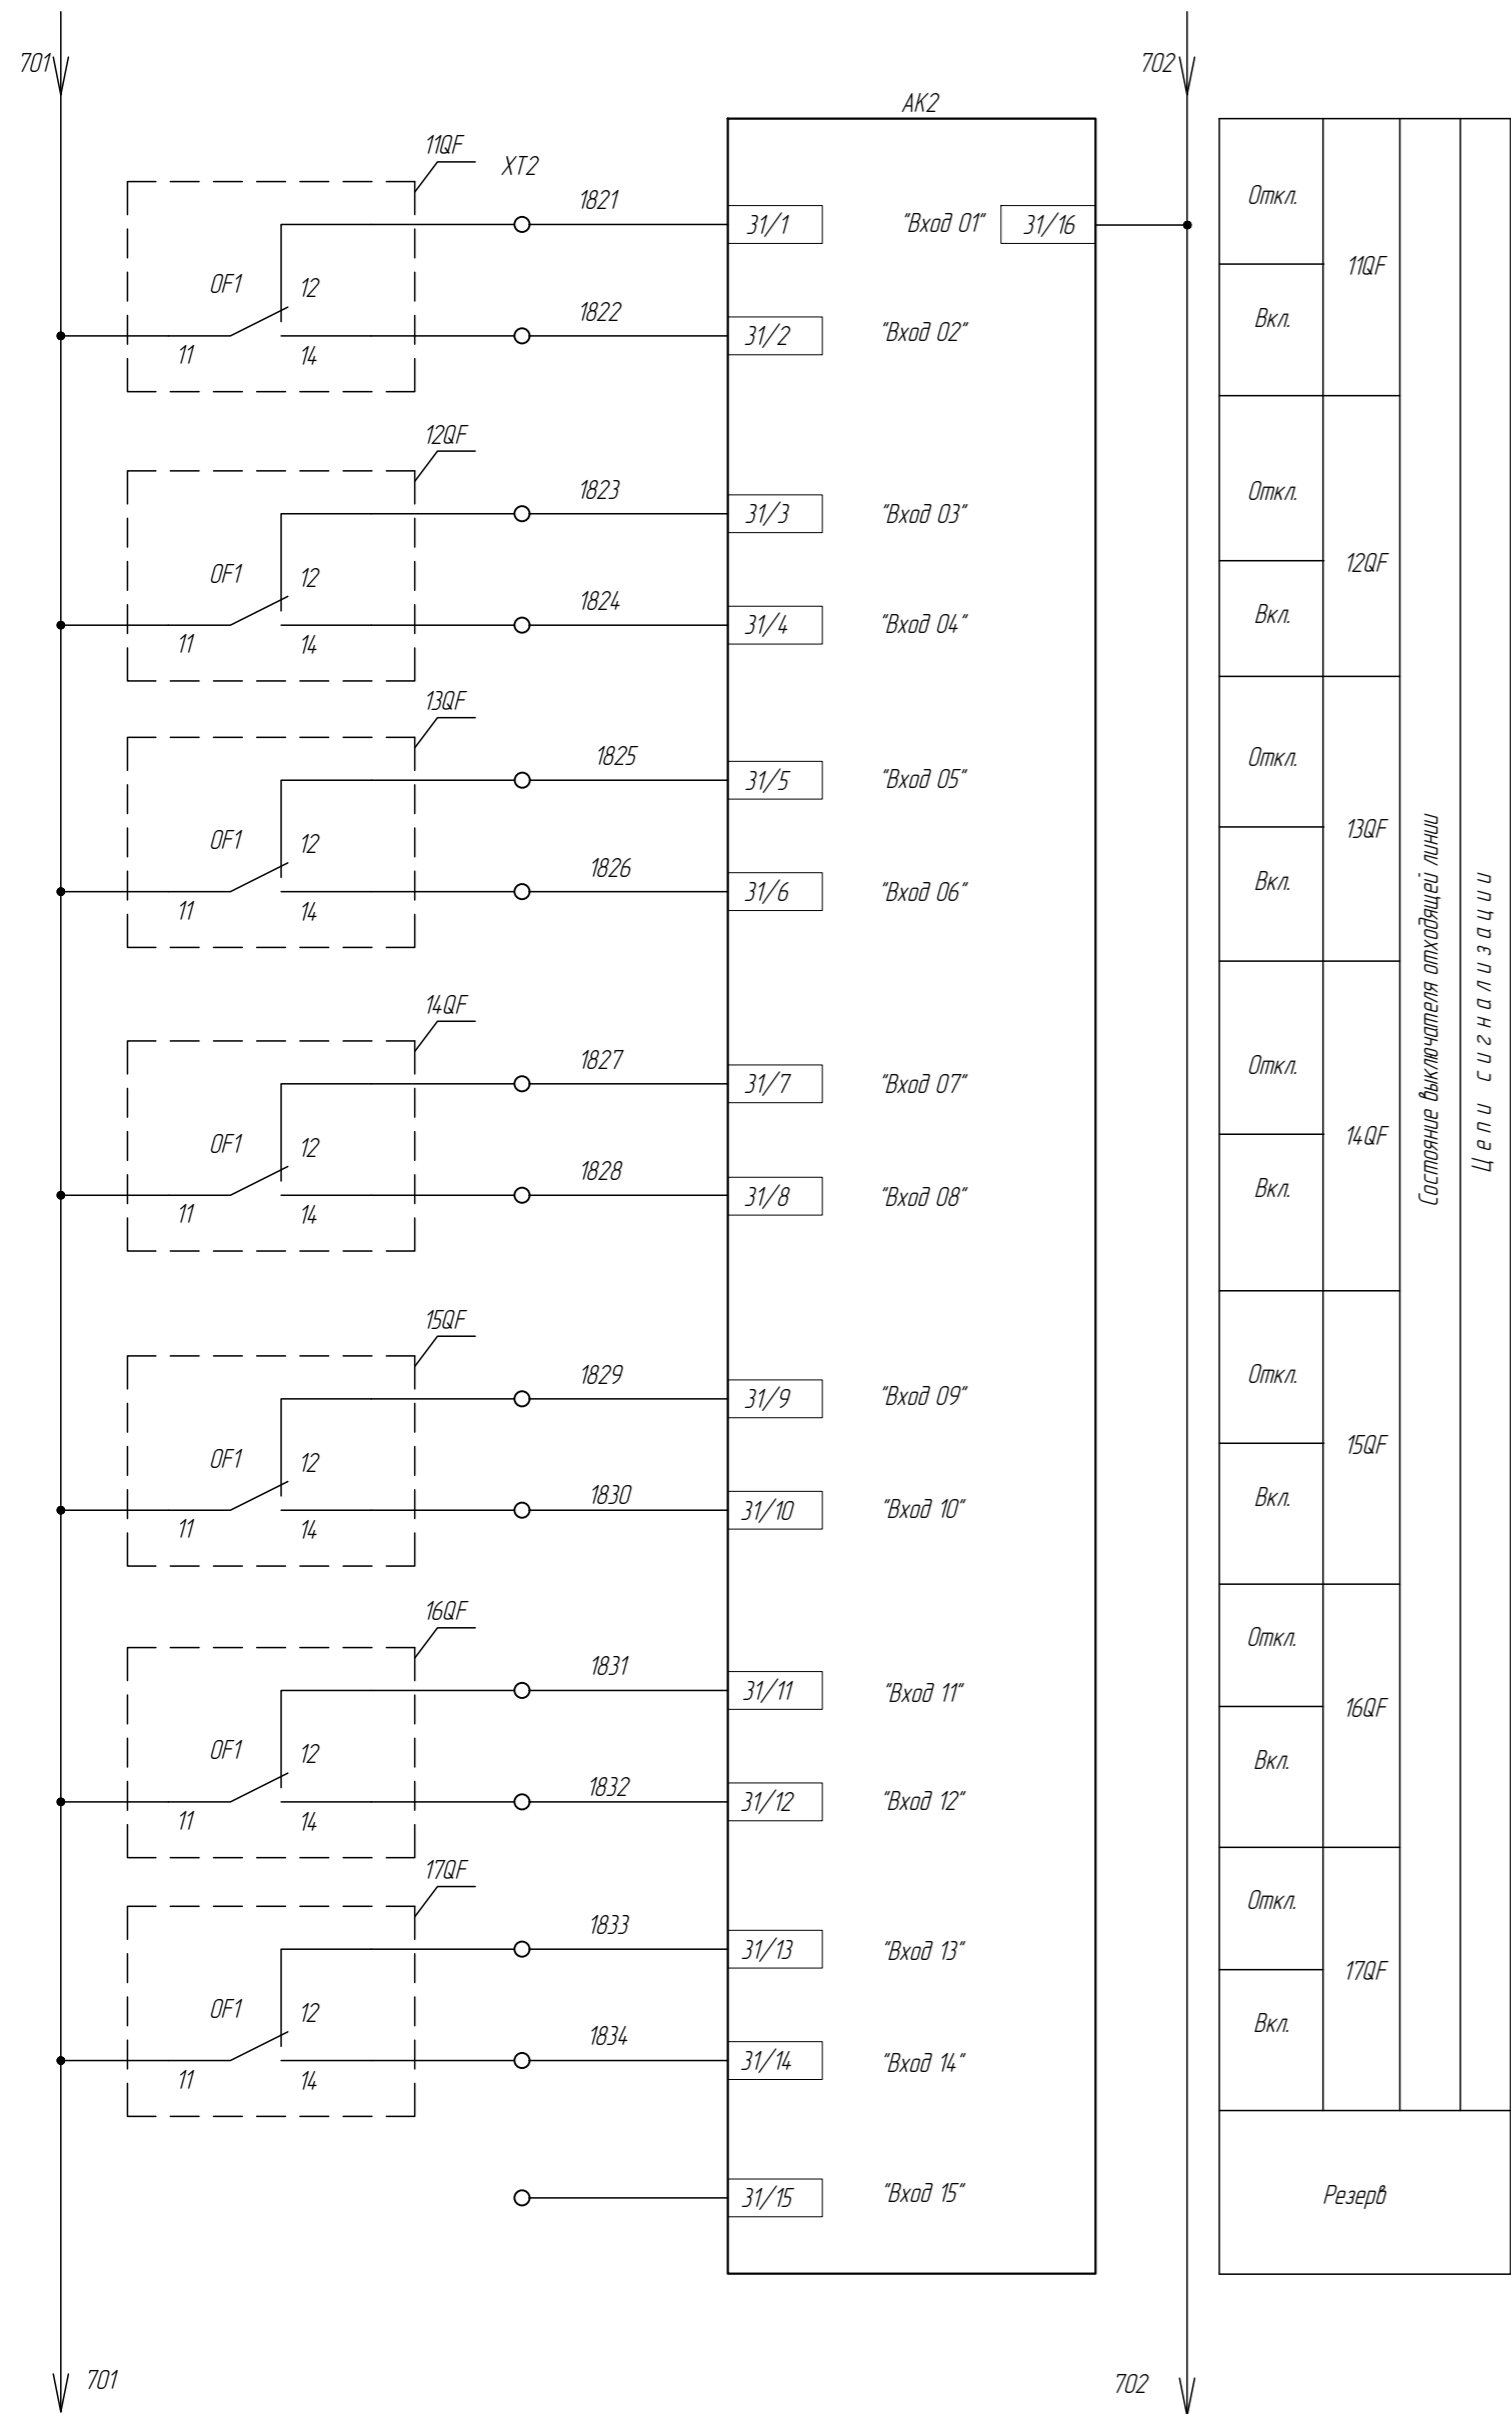 701
702
АК2
11QF
ХТ2
1821
31/1
"Вход 01"
31/16
Откл.
11QF
OF1
12
1822
31/2
"Вход 02"
Вкл.
11
14
12QF
1823
31/3
"Вход 03"
Откл.
12QF
OF1
12
1824
31/4
"Вход 04"
Вкл.
11
14
13QF
1825
31/5
"Вход 05"
Откл.
13QF
OF1
12
1826
31/6
"Вход 06"
Вкл.
11
14
Состояние выключателя отходящей линии
Цепи сигнализации
14QF
1827
31/7
"Вход 07"
Откл.
14QF
OF1
12
1828
31/8
"Вход 08"
Вкл.
11
14
15QF
1829
31/9
"Вход 09"
Откл.
15QF
OF1
12
1830
31/10
"Вход 10"
Вкл.
11
14
16QF
1831
31/11
"Вход 11"
Откл.
16QF
OF1
12
1832
31/12
"Вход 12"
Вкл.
11
14
17QF
1833
31/13
"Вход 13"
Откл.
17QF
OF1
12
1834
31/14
"Вход 14"
Вкл.
11
14
31/15
"Вход 15"
Резерв
701
702